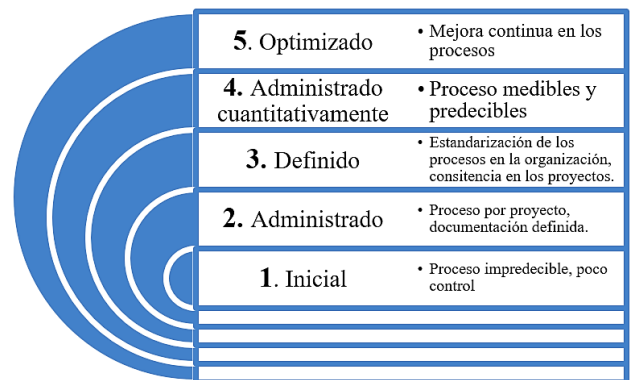 5. Optimizado
• Mejora continua en los
procesos
4. Administrado
cuantitativamente
• Proceso medibles y
predecibles
3. Definido
• Estandarización de los
procesos en la organización,
consitencia en los proyectos.
2. Administrado
• Proceso por proyecto,
documentación definida.
1. Inicial
• Proceso impredecible, poco
control